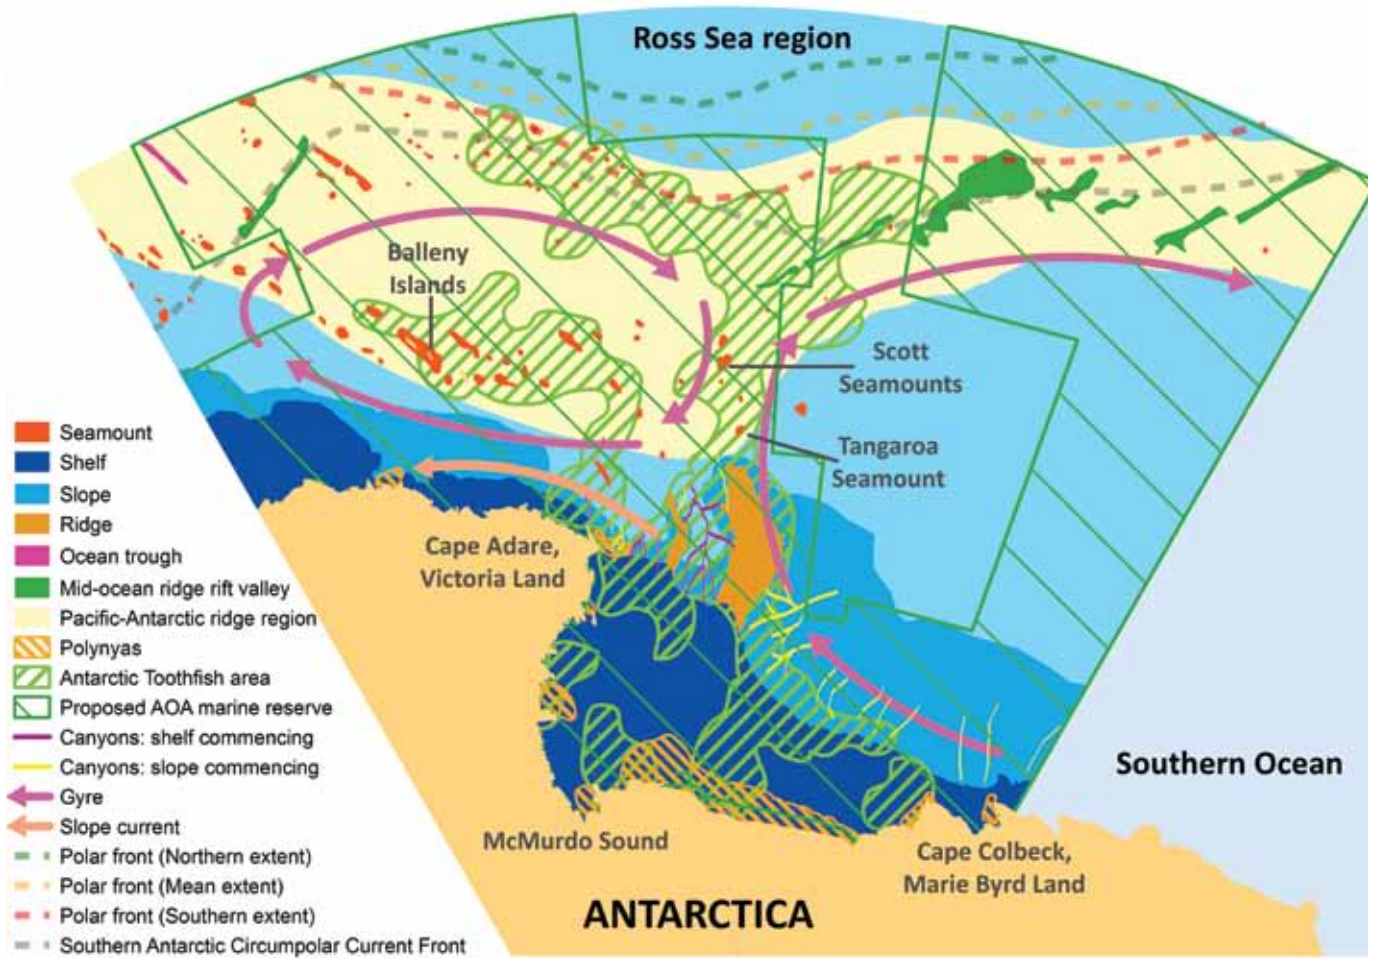 Ross Sea region
Balleny
Islands
Scott
Seamounts
Tangaroa
Seamount
Cape Adare,
Victoria Land
Seamount
Shelf
Slope
Ridge
Ocean trough
Mid-ocean ridge rift valley
Pacific-Antarctic ridge region
Polynyas
Antarctic Toothfish area
Proposed AOA marine reserve
Canyons: shelf commencing
Canyons: slope commencing
Gyre
Slope current
Polar front (Northern extent)
Polar front (Mean extent)
Polar front (Southern extent)
Southern Antarctic Circumpolar Current Front
Southern Ocean
McMurdo Sound
Cape Colbeck,
Marie Byrd Land
ANTARCTICA